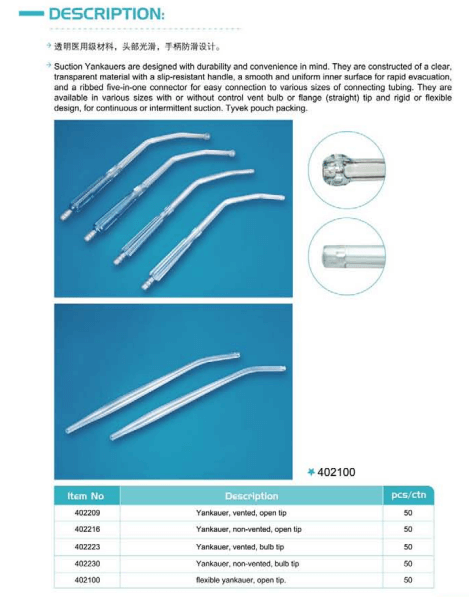 DESCRIPTION:
透明医用级材料，头部光滑，手柄防滑设计。
Suction Yankauers are designed with durability and convenience in mind. They are constructed of a clear,
transparent material with a slip-resistant handle, a smooth and uniform inner surface for rapid evacuation,
and a ribbed five-in-one connector for easy connection to various sizes of connecting tubing. They are
available in various sizes with or without control vent bulb or flange (straight) tip and rigid or flexible
design, for continuous or intermittent suction. Tyvek pouch packing.
402100
Item No Description pcs/ctn
402209 Yankauer, vented, open tip 50
402216 Yankauer, non-vented, open tip 50
402223 Yankauer, vented, bulb tip 50
402230 Yankauer, non-vented, bulb tip 50
402100 flexible yankauer, open tip. 50